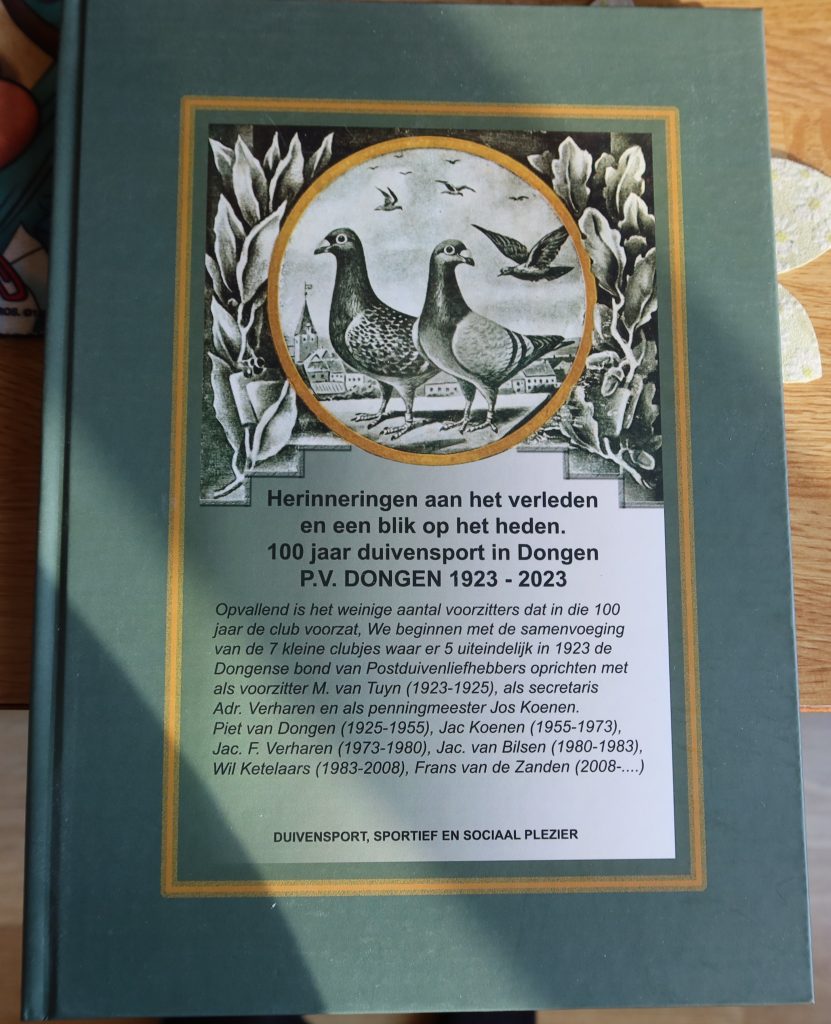 Herinneringen aan het verleden
en een blik op het heden.
100 jaar duivensport in Dongen
P.V. DONGEN 1923 - 2023
Opvallend is het weinige aantal voorzitters dat in die 100
jaar de club voorzat, We beginnen met de samenvoeging
van de 7 kleine clubjes waar er 5 uiteindelijk in 1923 de
Dongense bond van Postduivenliefhebbers oprichten met
als voorzitter M. van Tuyn (1923-1925), als secretaris
Adr. Verharen en als penningmeester Jos Koenen.
Piet van Dongen (1925-1955), Jac Koenen (1955-1973),
Jac. F. Verharen (1973-1980), Jac. van Bilsen (1980-1983),
Wil Ketelaars (1983-2008), Frans van de Zanden (2008-....)
DUIVENSPORT, SPORTIEF EN SOCIAAL PLEZIER